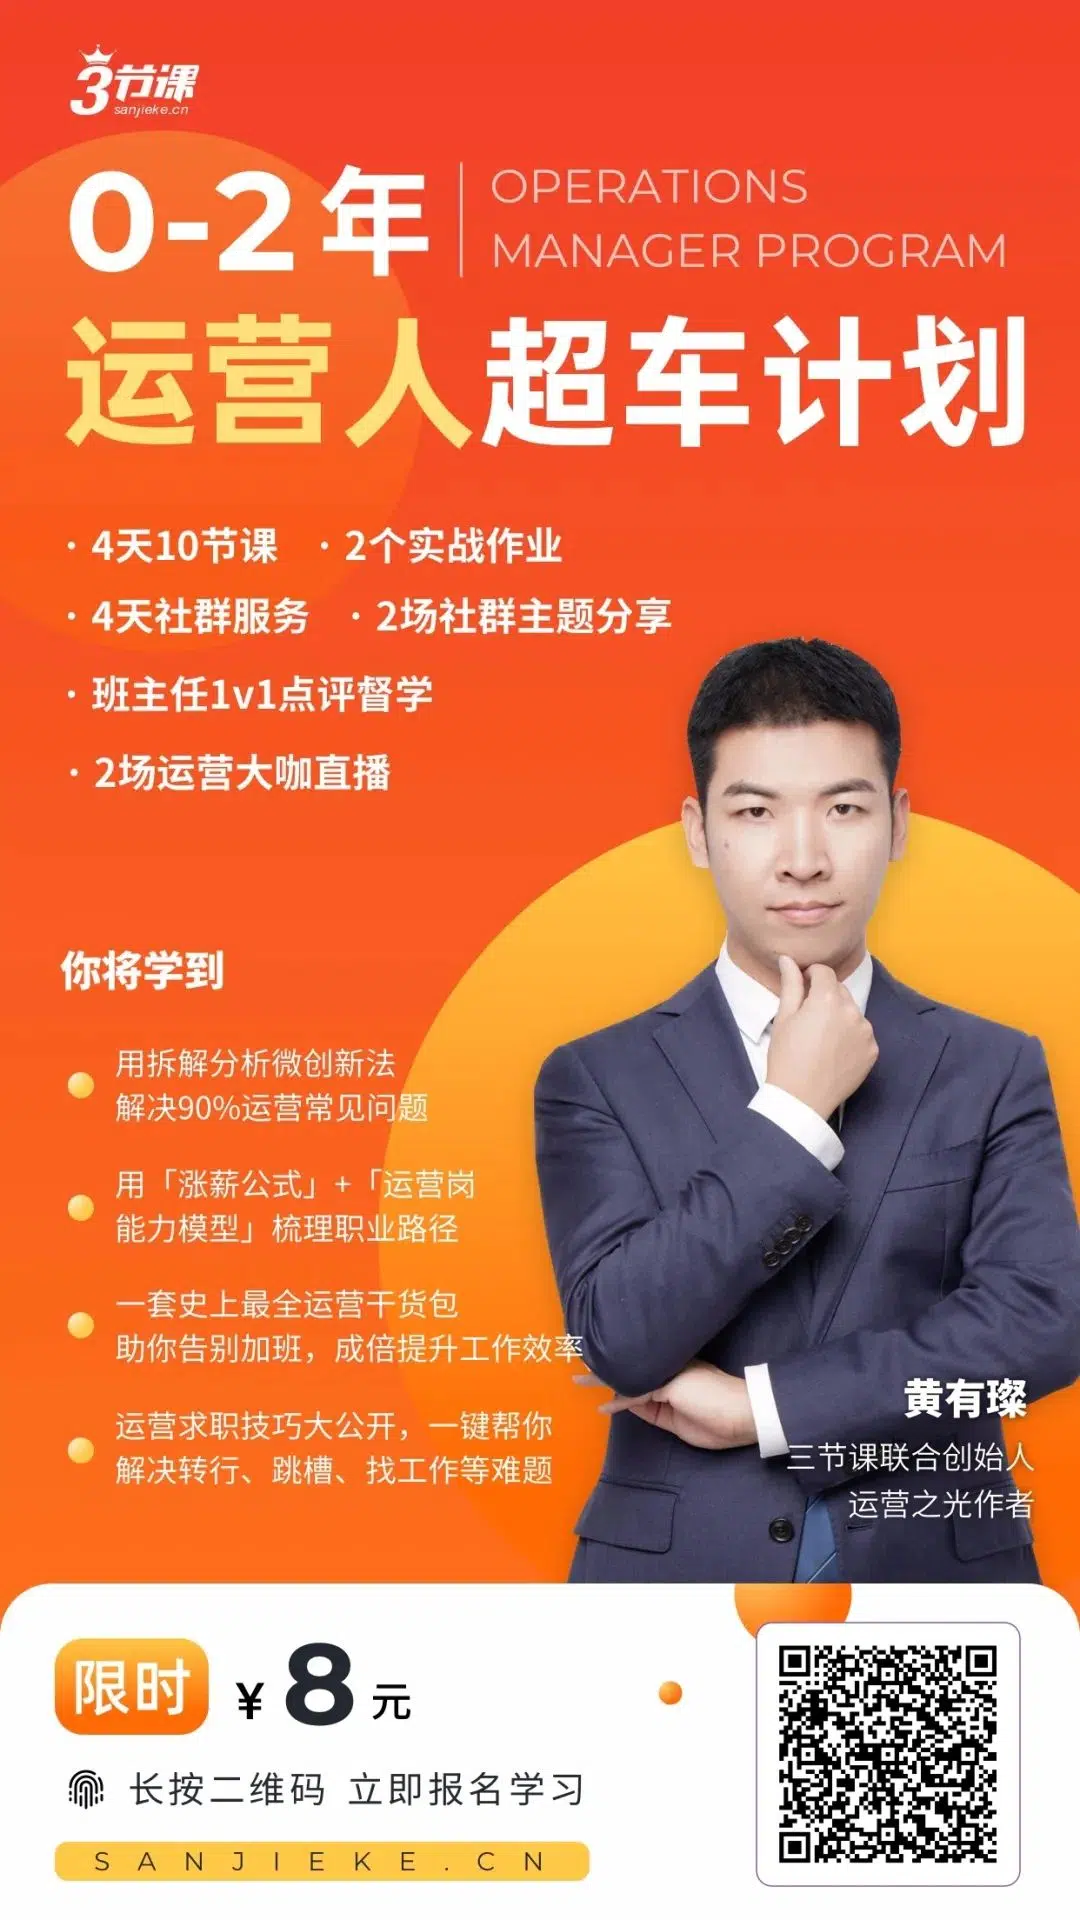 3节课
sanjieke.cn
0-2年
OPERATIONS
MANAGER PROGRAM
运营人超车计划
· 4天10节课 · 2个实战作业
· 4天社群服务 · 2场社群主题分享
· 班主任1v1点评督学
· 2场运营大咖直播
你将学到
用拆解分析微创新法
解决90%运营常见问题
用「涨薪公式」+「运营岗
能力模型」梳理职业路径
一套史上最全运营干货包
助你告别加班，成倍提升工作效率
运营求职技巧大公开，一键帮你
解决转行、跳槽、找工作等难题
黄有璨
三节课联合创始人
运营之光作者
限时 ¥ 8 元
长按二维码 立即报名学习
SANJIEKE.CN